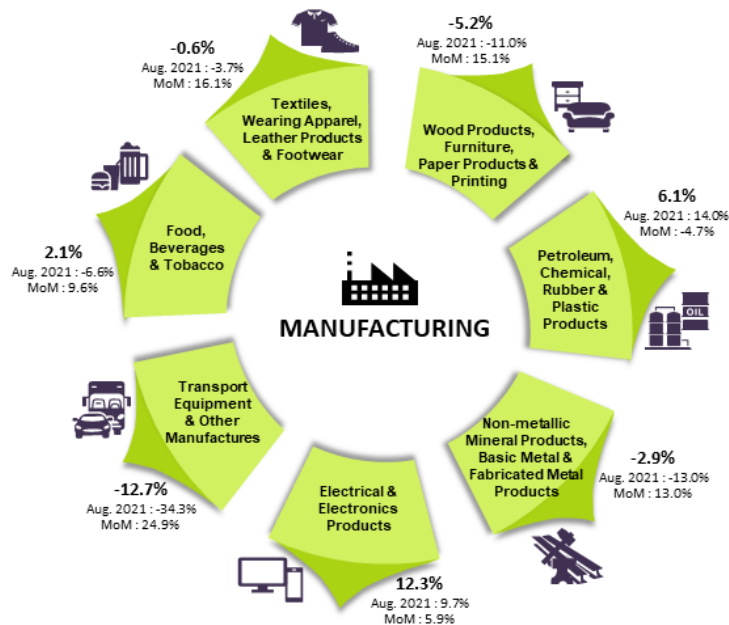 -0.6%
Aug. 2021 : -3.7%
MoM : 16.1%
Textiles,
Wearing Apparel,
Leather Products
& Footwear
-5.2%
Aug. 2021 : -11.0%
MoM : 15.1%
Wood Products,
Furniture,
Paper Products &
Printing
6.1%
Aug. 2021 : 14.0%
MoM : -4.7%
Petroleum,
Chemical,
Rubber &
Plastic
Products
OIL
Non-metallic
Mineral Products,
Basic Metal &
Fabricated Metal
Products
-2.9%
Aug. 2021 : -13.0%
MoM : 13.0%
Electrical &
Electronics
Products
12.3%
Aug. 2021 : 9.7%
MoM : 5.9%
Transport
Equipment
& Other
Manufactures
-12.7%
Aug. 2021 : -34.3%
MoM : 24.9%
Food,
Beverages
& Tobacco
2.1%
Aug. 2021 : -6.6%
MoM : 9.6%
MANUFACTURING